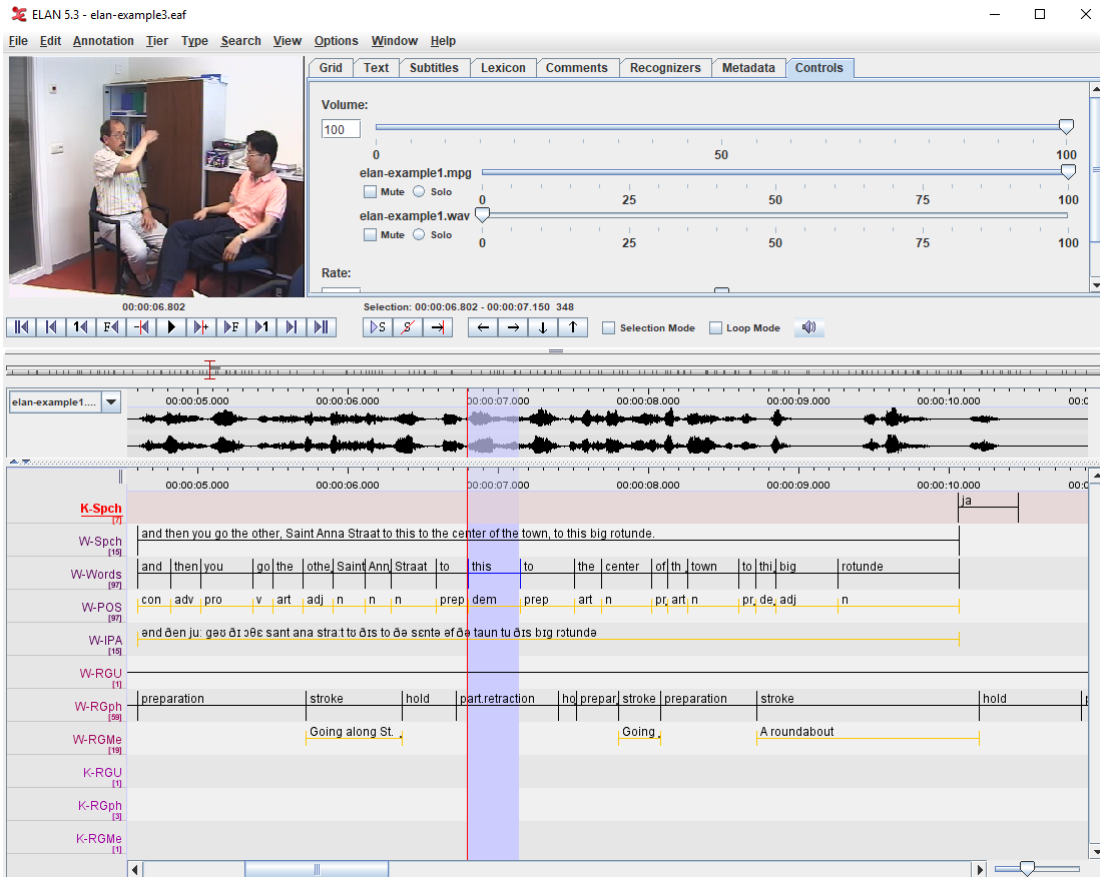 ELAN 5.3 - elan-example3.eaf
File Edit Annotation Tier Type Search View Options Window Help
Grid Text Subtitles Lexicon Comments Recognizers Metadata Controls
Volume:
100
0 50 100
elan-example1.mpg
Mute Solo
0 25 50 75 100
elan-example1.wav
Mute Solo
0 25 50 75 100
Rate:
00:00:06.802
Selection: 00:00:06.802 - 00:00:07.150 348
1 F + F 1
S S
Selection Mode Loop Mode
elan-example1....
00:00:05.000 00:00:06.000 00:00:07.000 00:00:08.000 00:00:09.000 00:00:10.000 00:0
00:00:05.000 00:00:06.000 00:00:07.000 00:00:08.000 00:00:09.000 00:00:10.000 00:0
K-Spch [7] ja
W-Spch [15] and then you go the other, Saint Anna Straat to this to the center of the town, to this big rotunde.
W-Words [97] and then you go the othe. Saint Ann. Straat to this to the center of th. town to thi. big rotunde
W-POS [97] con adv pro v art adj n n n prep dem prep art n pr. art n pr. de. adj n
W-IPA [15] ənd ðen juː gəʊ ðɪ ɔθɛ sant ana straːt tʊ ðɪs tʊ ðə sɛntə əf ðə taun tu ðɪs bɪg rɔtundə
W-RGU [1]
W-RGph [59] preparation stroke hold part.retraction ho. prepar. stroke preparation stroke hold
W-RGMe [19] Going along St. . Going . A roundabout
K-RGU [1]
K-RGph [3]
K-RGMe [1]